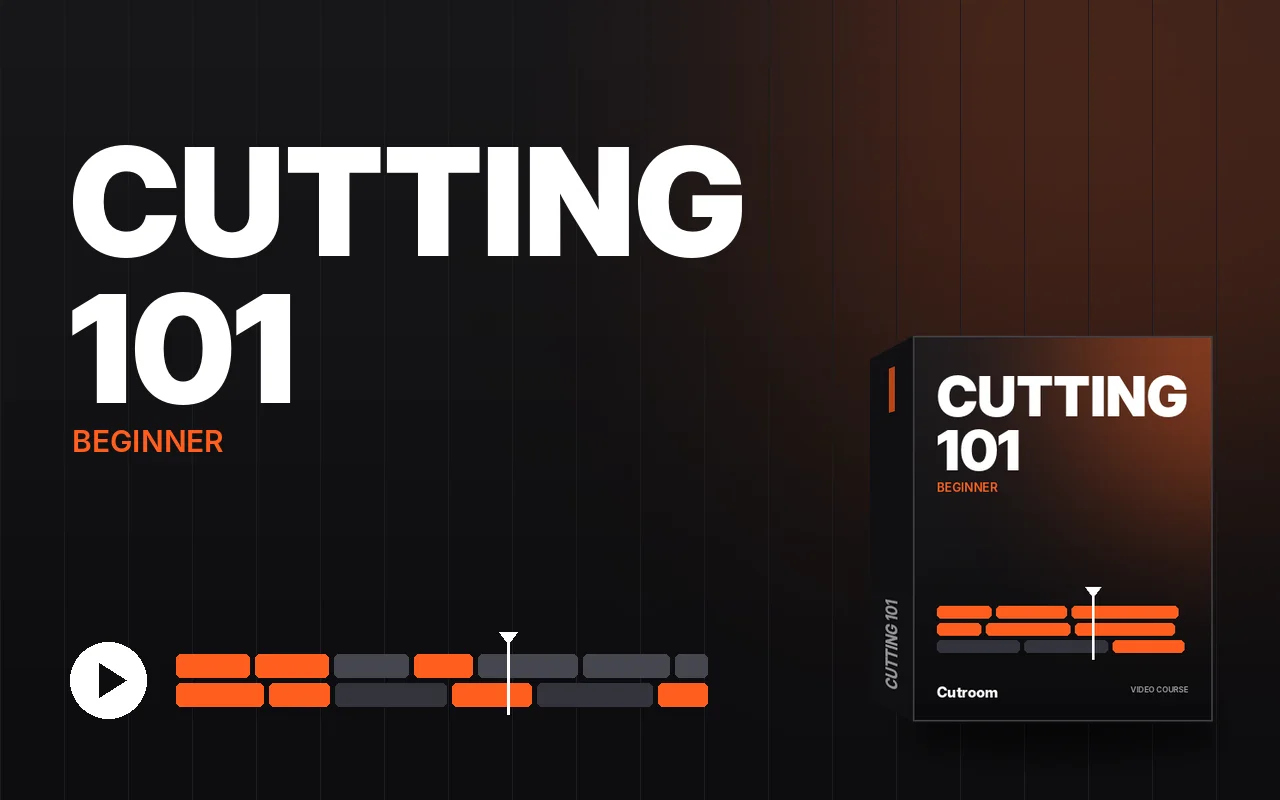 CUTTING
101
BEGINNER
CUTTING
101
BEGINNER
CUTTING 101
Cutroom
VIDEO COURSE